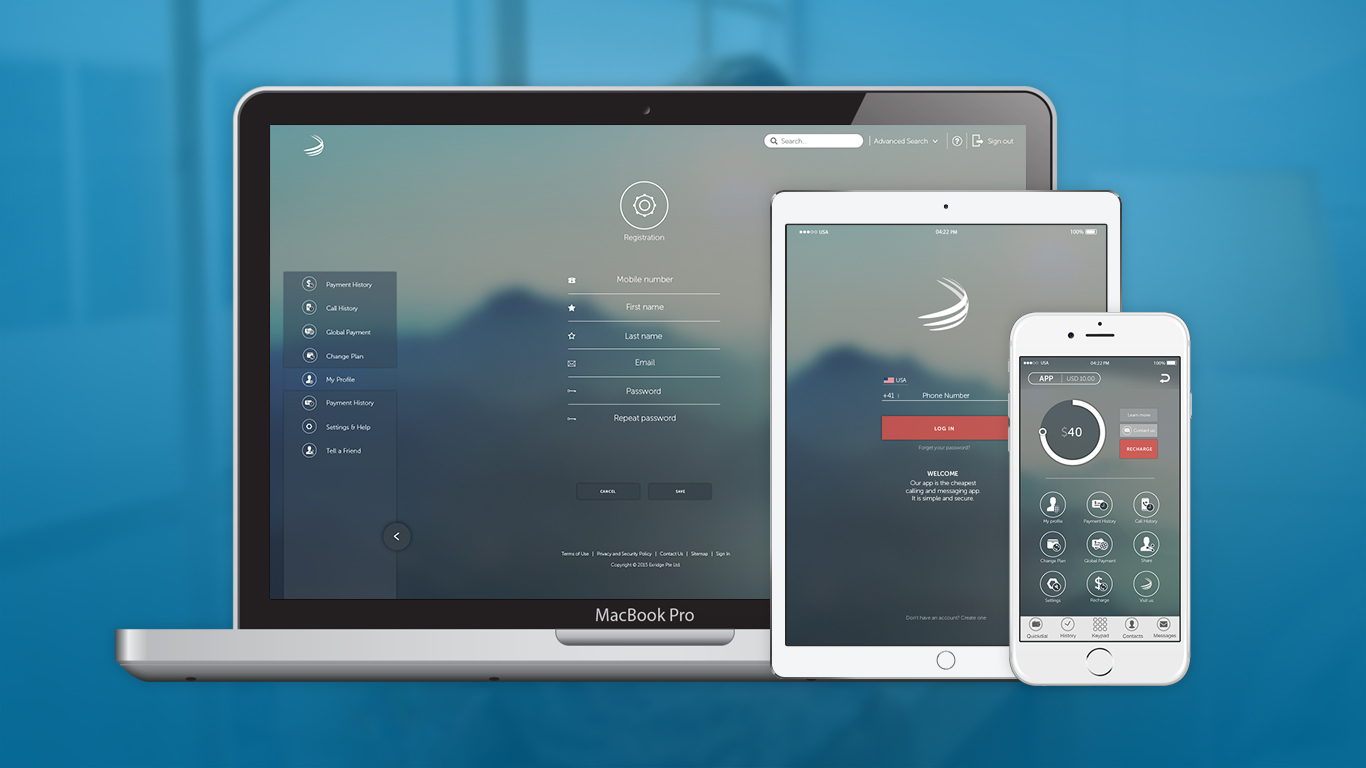 Search...
Advanced Search
Sign out
Registration
Payment History
Call History
Global Payment
Change Plan
My Profile
Payment History
Settings & Help
Tell a Friend
Mobile number
First name
Last name
Email
Password
Repeat password
CANCEL
SAVE
Terms of Use | Privacy and Security Policy | Contact Us | Sitemap | Sign In
Copyright © 2015 Exridge Pte Ltd.
MacBook Pro
USA 04:22 PM 100%
USA
+41 Phone Number
LOG IN
Forget your password?
WELCOME
Our app is the cheapest
calling and messaging app.
It is simple and secure.
Don't have an account? Create one
USA 04:22 PM 100%
APP USD 10.00
$40
Learn more
Contact us
RECHARGE
My profile Payment History Call History
Change Plan Global Payment Share
Settings Recharge Visit us
Quickdial History Keypad Contacts Messages